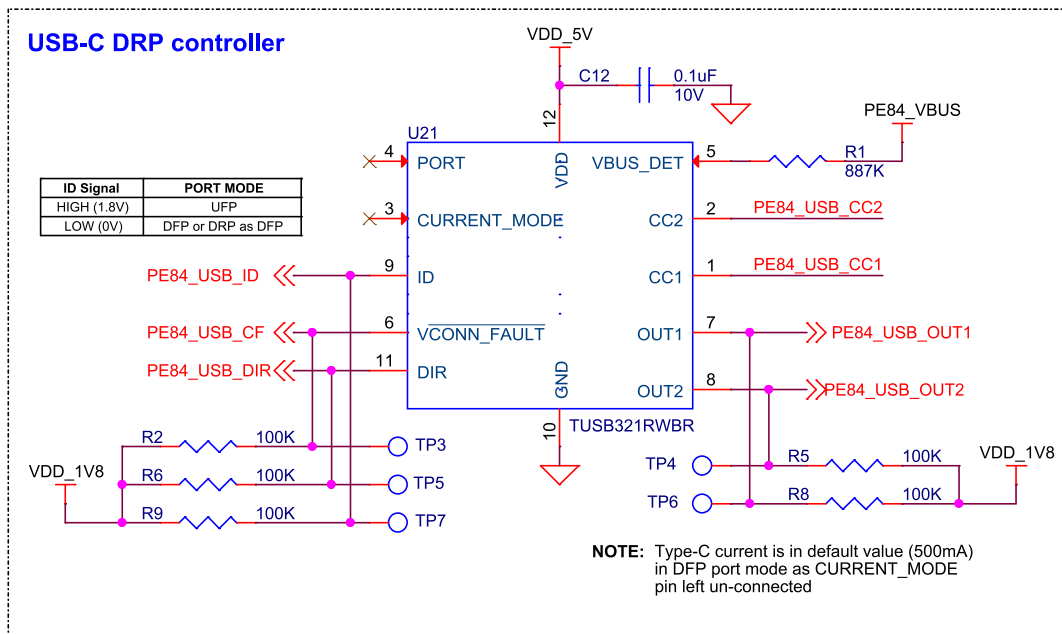 USB-C DRP controller
VDD_5V
C12
0.1uF
10V
PE84_VBUS
12
U21
4
PORT
VDD
VBUS_DET
5
R1
887K
ID Signal PORT MODE
HIGH (1.8V) UFP
LOW (0V) DFP or DRP as DFP
3
CURRENT_MODE
CC2
2
PE84_USB_CC2
PE84_USB_ID
9
ID
CC1
1
PE84_USB_CC1
PE84_USB_CF
6
VCONN_FAULT
OUT1
7
PE84_USB_OUT1
PE84_USB_DIR
11
DIR
GND
OUT2
8
PE84_USB_OUT2
10
TUSB321RWBR
R2 100K TP3
VDD_1V8
R6 100K TP5
R9 100K TP7
TP4 R5 100K
VDD_1V8
TP6 R8 100K
NOTE: Type-C current is in default value (500mA)
in DFP port mode as CURRENT_MODE
pin left un-connected